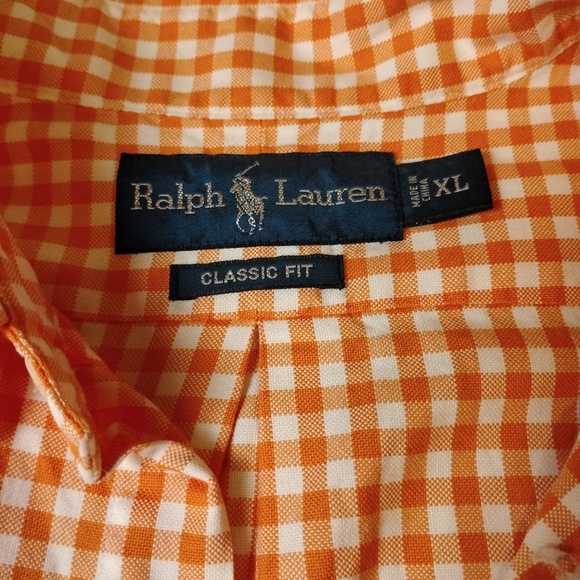 Ralph Lauren
MADE IN
CHINA
XL
CLASSIC FIT